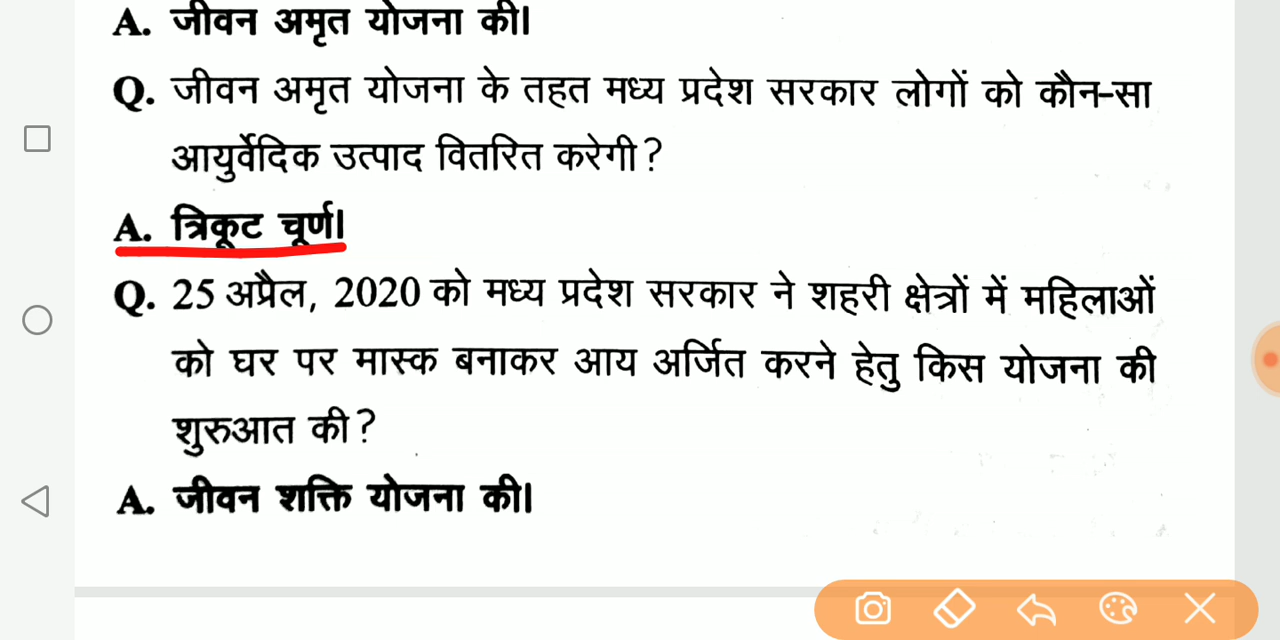 A. जीवन अमृत योजना की।
Q. जीवन अमृत योजना के तहत मध्य प्रदेश सरकार लोगों को कौन-सा
आयुर्वेदिक उत्पाद वितरित करेगी?
A. त्रिकूट चूर्ण।
Q. 25 अप्रैल, 2020 को मध्य प्रदेश सरकार ने शहरी क्षेत्रों में महिलाओं
को घर पर मास्क बनाकर आय अर्जित करने हेतु किस योजना की
शुरुआत की?
A. जीवन शक्ति योजना की।